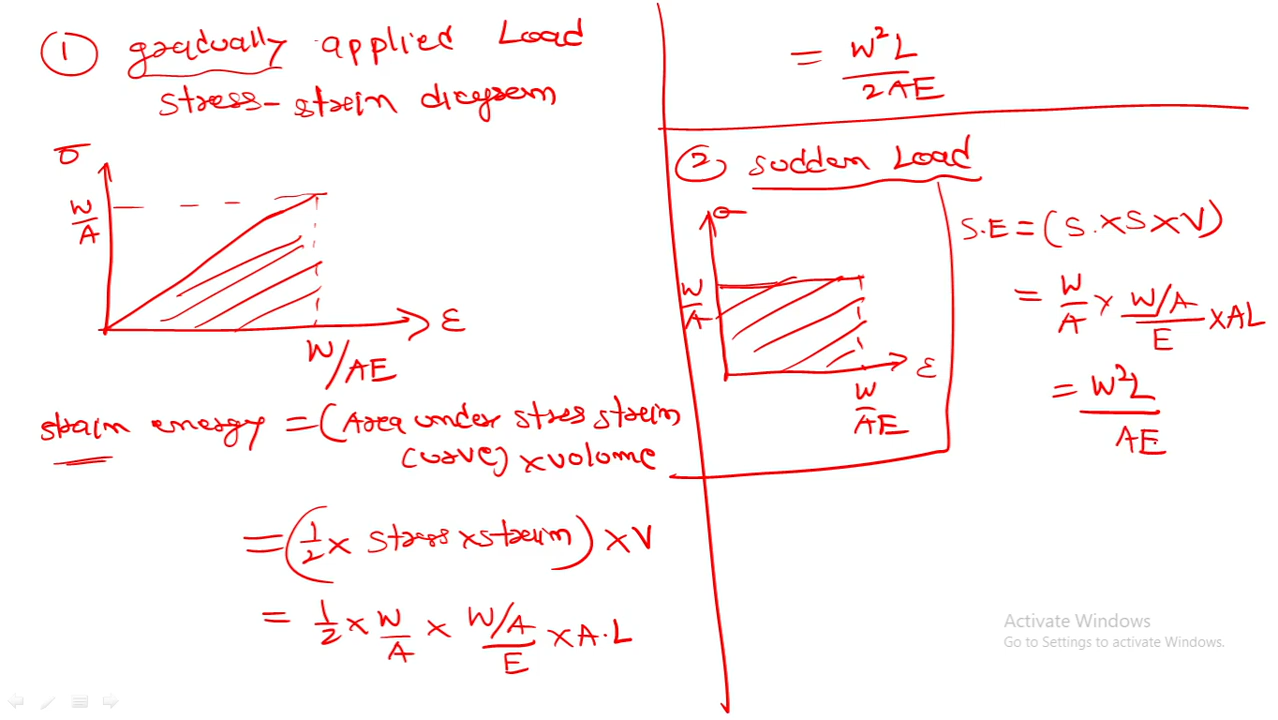 ① gradually applied Load
stress-strain diagram
σ
W/A
ε
W/AE
strain energy = (Area under stres strain
curve) x volume
= (1/2 x stress x strain) x V
= 1/2 x W/A x (W/A)/E x A.L
= W²L/2AE
② sudden Load
σ
W/A
ε
W/AE
S.E = (S. x S x V)
= W/A x (W/A)/E x AL
= W²L/AE
Activate Windows
Go to Settings to activate Windows.